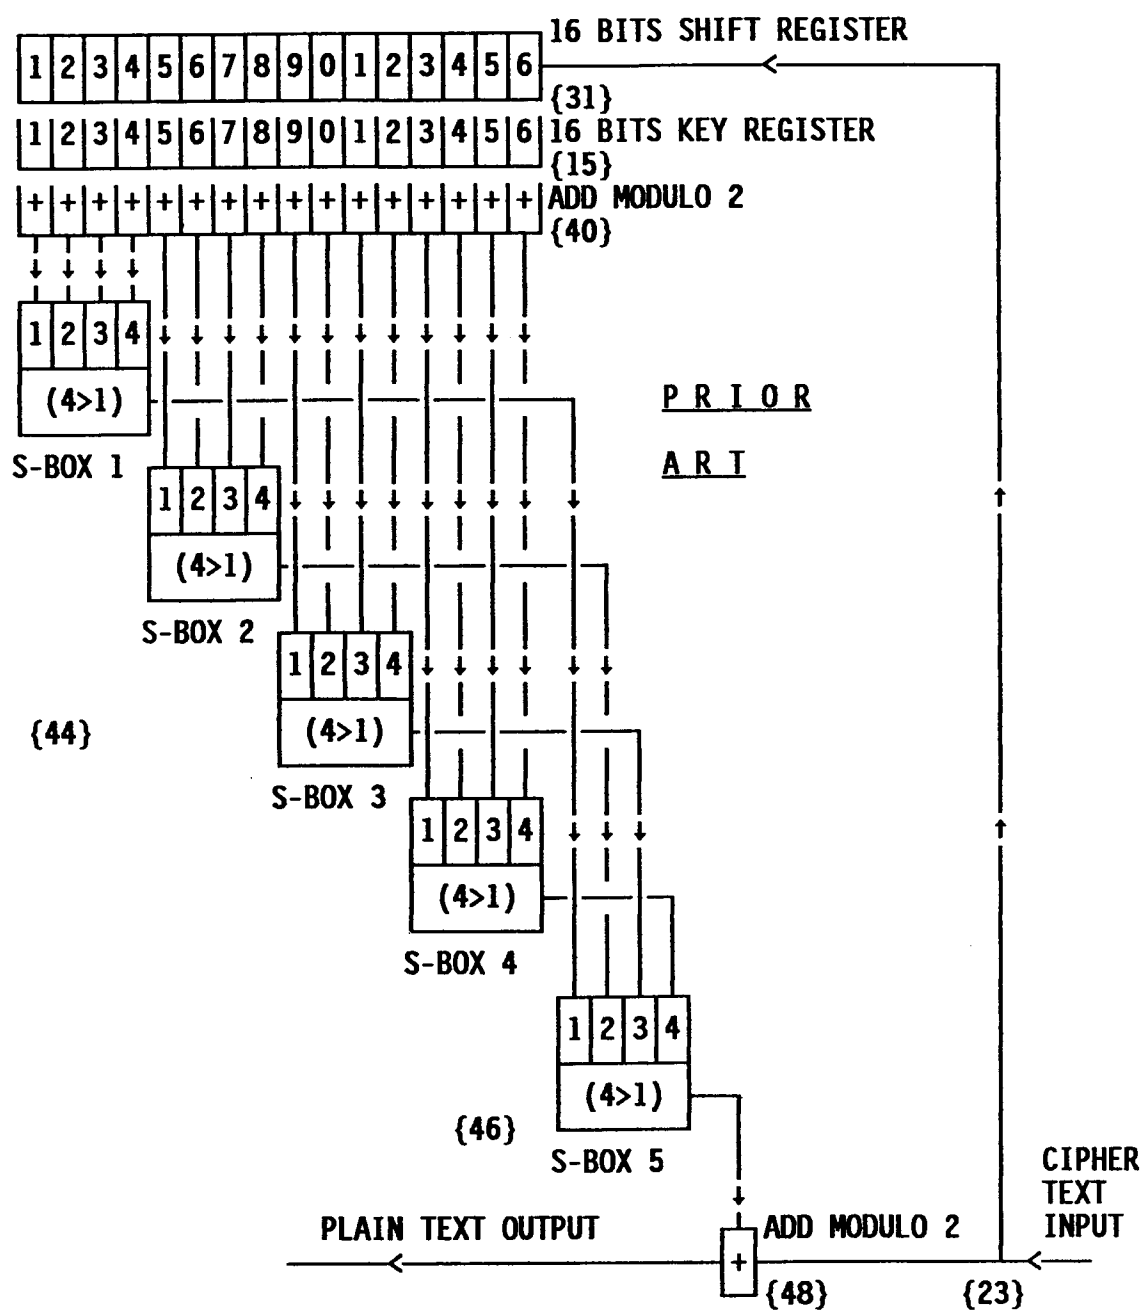 16 BITS SHIFT REGISTER
1 2 3 4 5 6 7 8 9 0 1 2 3 4 5 6
{31}
1 2 3 4 5 6 7 8 9 0 1 2 3 4 5 6 16 BITS KEY REGISTER
{15}
+ + + + + + + + + + + + + + + + ADD MODULO 2
{40}
1 2 3 4
(4>1)
P R I O R
S-BOX 1
A R T
1 2 3 4
(4>1)
S-BOX 2
1 2 3 4
(4>1)
{44}
S-BOX 3
1 2 3 4
(4>1)
S-BOX 4
1 2 3 4
(4>1)
{46}
S-BOX 5
CIPHER
TEXT
INPUT
PLAIN TEXT OUTPUT
ADD MODULO 2
+
{48}
{23}